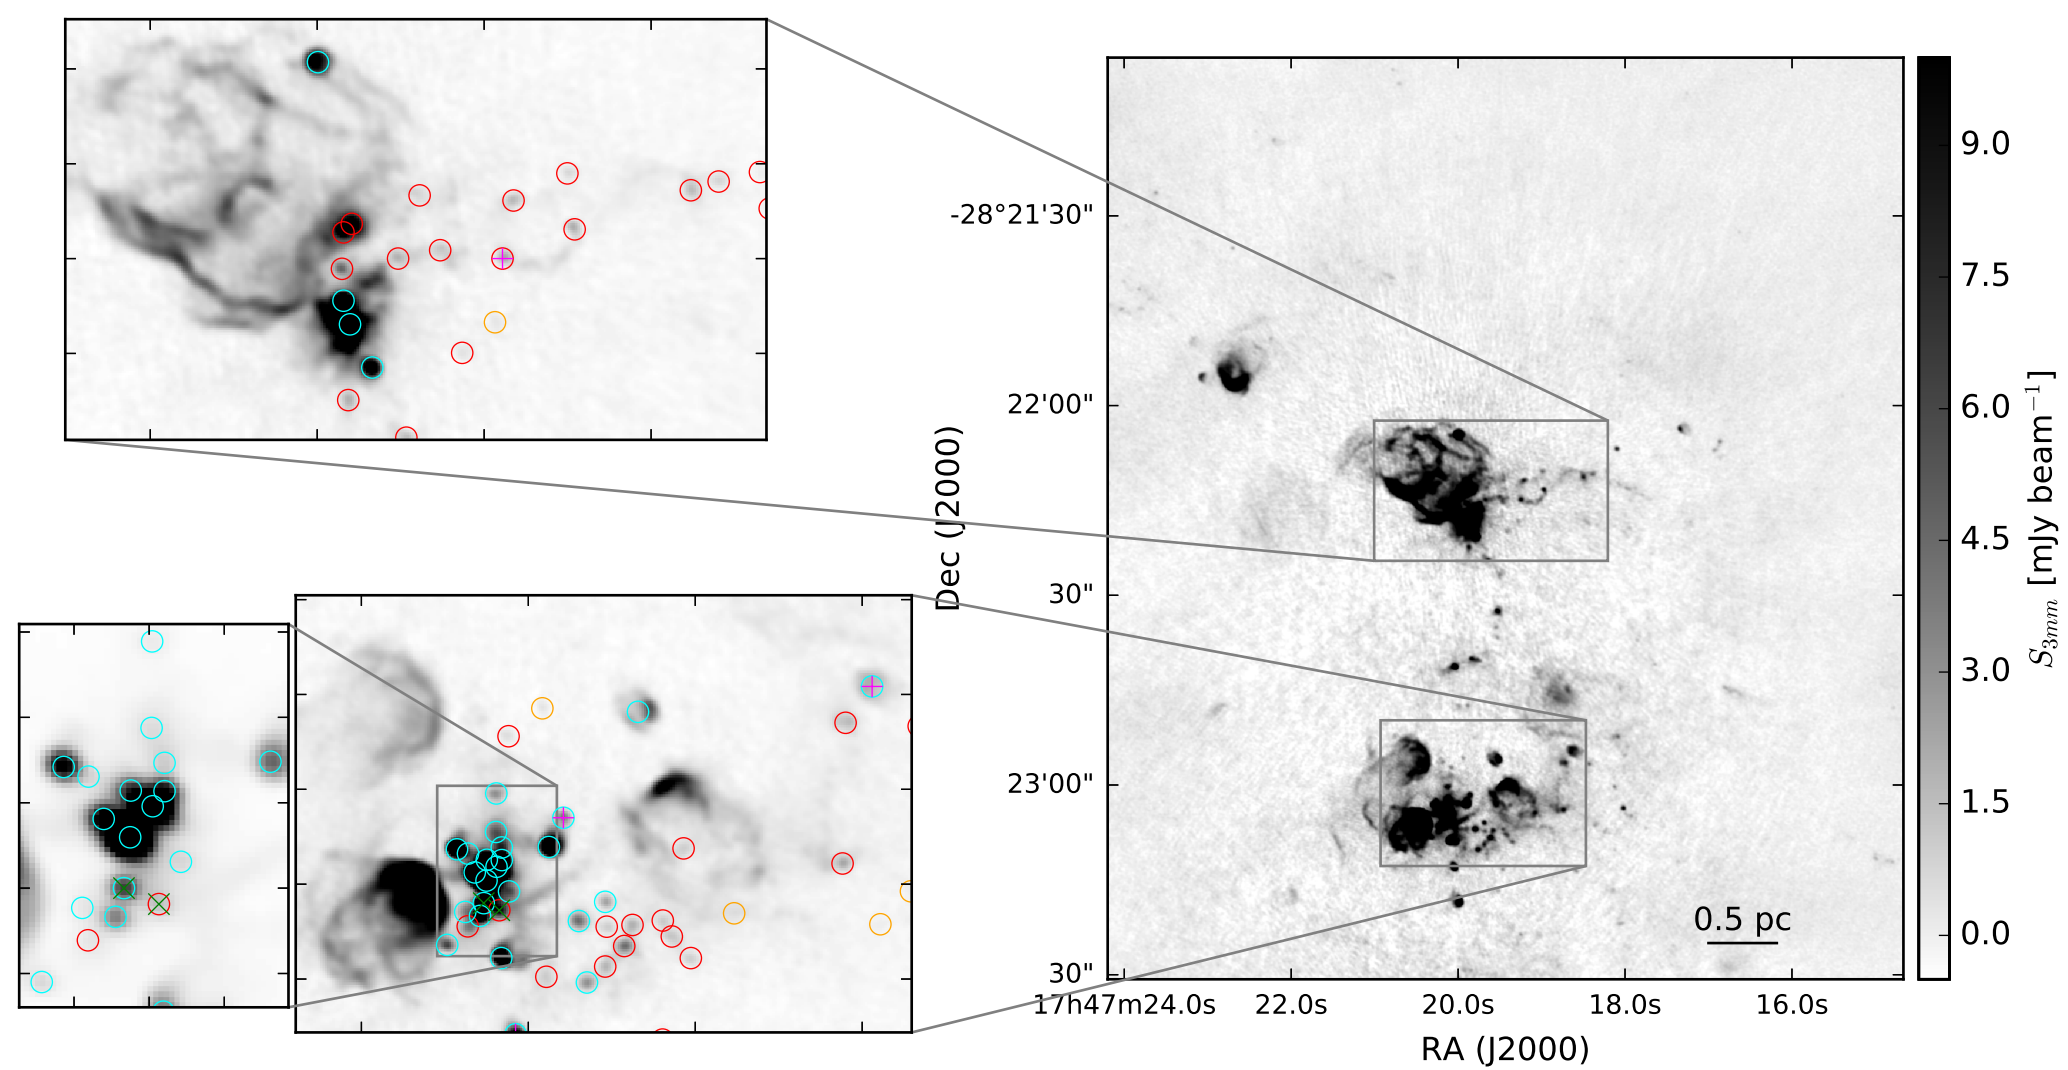 -28°21'30"
22'00"
30"
23'00"
30"
Dec (J2000)
17h47m24.0s 22.0s 20.0s 18.0s 16.0s
RA (J2000)
0.5 pc
9.0
7.5
6.0
4.5
3.0
1.5
0.0
S3mm [mJy beam−1]